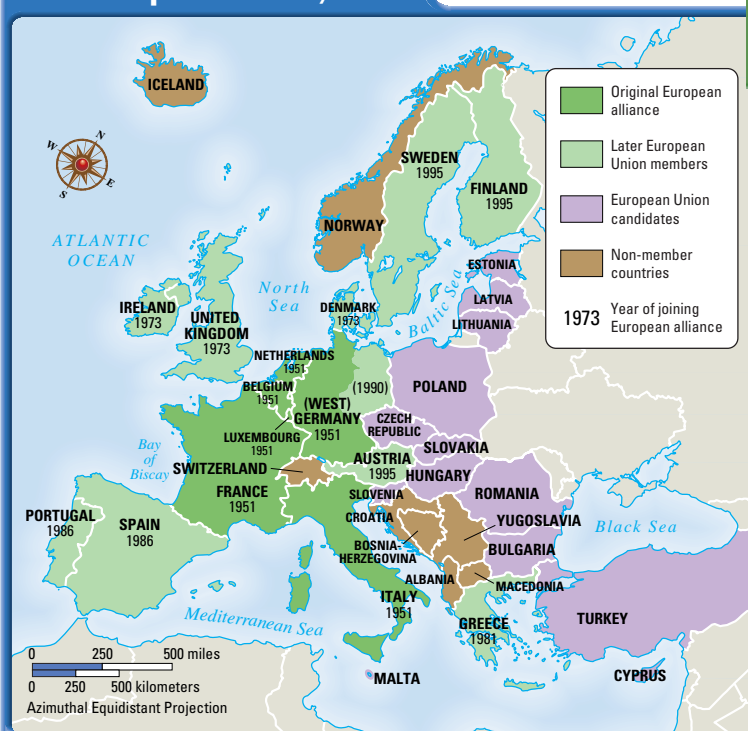 ICELAND
N
W
E
S
ATLANTIC
OCEAN
SWEDEN
1995
FINLAND
1995
NORWAY
North
Sea
ESTONIA
LATVIA
LITHUANIA
Baltic Sea
DENMARK
1973
IRELAND
1973
UNITED
KINGDOM
1973
NETHERLANDS
1951
BELGIUM
1951
(WEST)
GERMANY
1951
(1990)
POLAND
LUXEMBOURG
1951
CZECH
REPUBLIC
SLOVAKIA
Bay
of
Biscay
SWITZERLAND
AUSTRIA
1995
HUNGARY
FRANCE
1951
SLOVENIA
ROMANIA
CROATIA
YUGOSLAVIA
Black Sea
PORTUGAL
1986
SPAIN
1986
BOSNIA-
HERZEGOVINA
BULGARIA
ALBANIA
MACEDONIA
ITALY
1951
Mediterranean Sea
GREECE
1981
TURKEY
MALTA
CYPRUS
Original European
alliance
Later European
Union members
European Union
candidates
Non-member
countries
1973 Year of joining
European alliance
0 250 500 miles
0 250 500 kilometers
Azimuthal Equidistant Projection